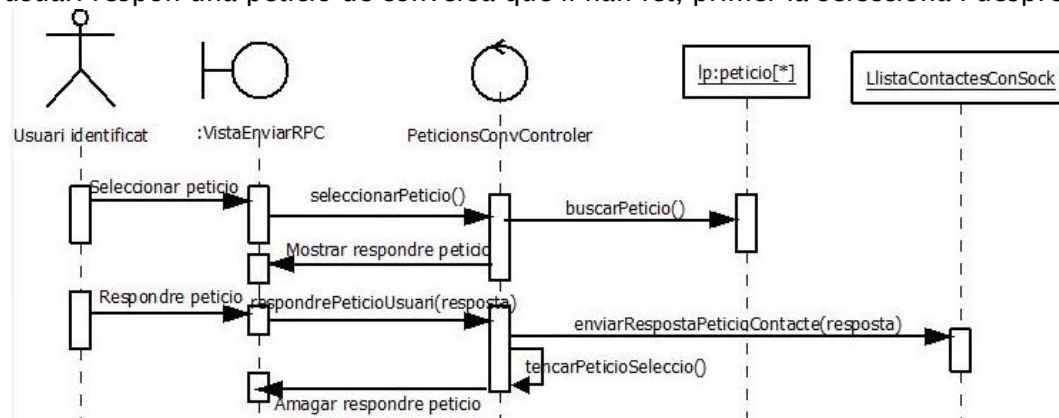 usuari respon una petició de conversa que li han fet, primer la selecciona i després
lp:peticio[*]
LlistaContactesConSock
Usuari identificat
:VistaEnviarRPC
PeticionsConvControler
Seleccionar peticio
seleccionarPeticio()
buscarPeticio()
Mostrar respondre peticio
Respondre peticio
respondrePeticioUsuari(resposta)
enviarRespostaPeticioContacte(resposta)
tencarPeticioSeleccio()
Amagar respondre peticio